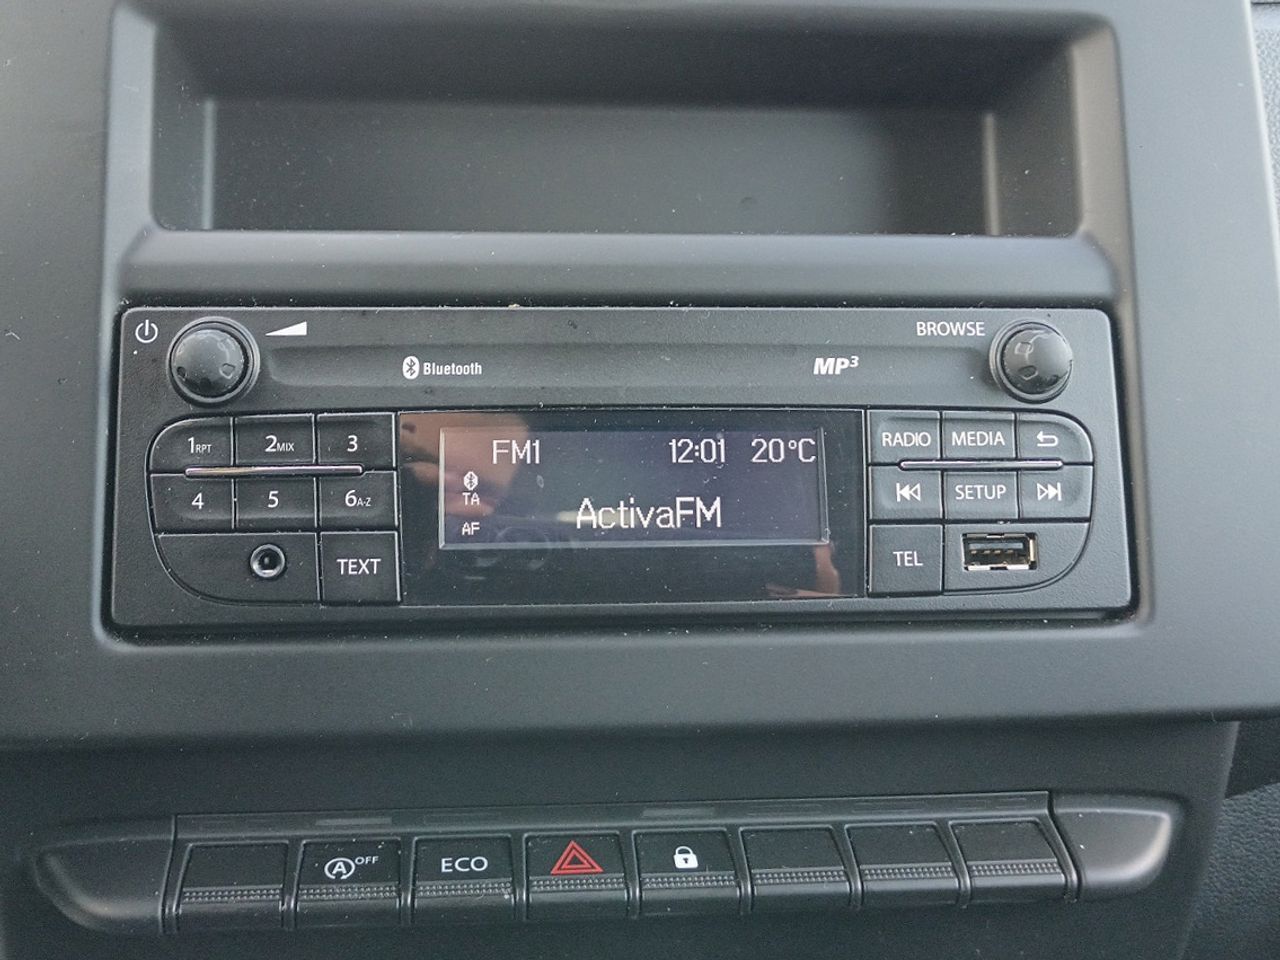 BROWSE
Bluetooth
MP3
1RPT 2MIX 3
4 5 6A-Z
TEXT
FM1 12:01 20°C
TA
AF
ActivaFM
RADIO MEDIA
SETUP
TEL
A OFF
ECO